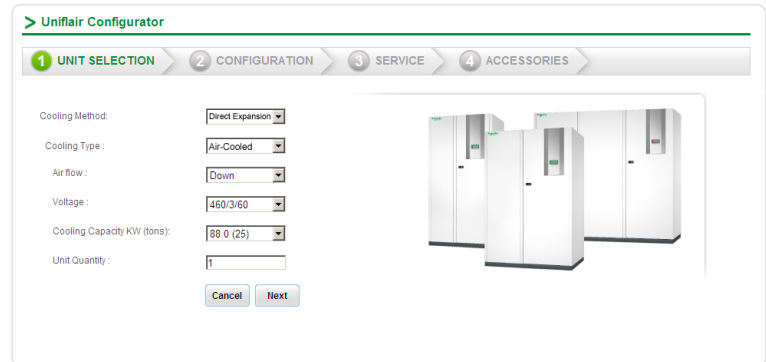 > Uniflair Configurator
1 UNIT SELECTION 2 CONFIGURATION 3 SERVICE 4 ACCESSORIES
Cooling Method: Direct Expansion
Cooling Type : Air-Cooled
Air flow : Down
Voltage : 460/3/60
Cooling Capacity KW (tons): 88.0 (25)
Unit Quantity : 1
Cancel Next